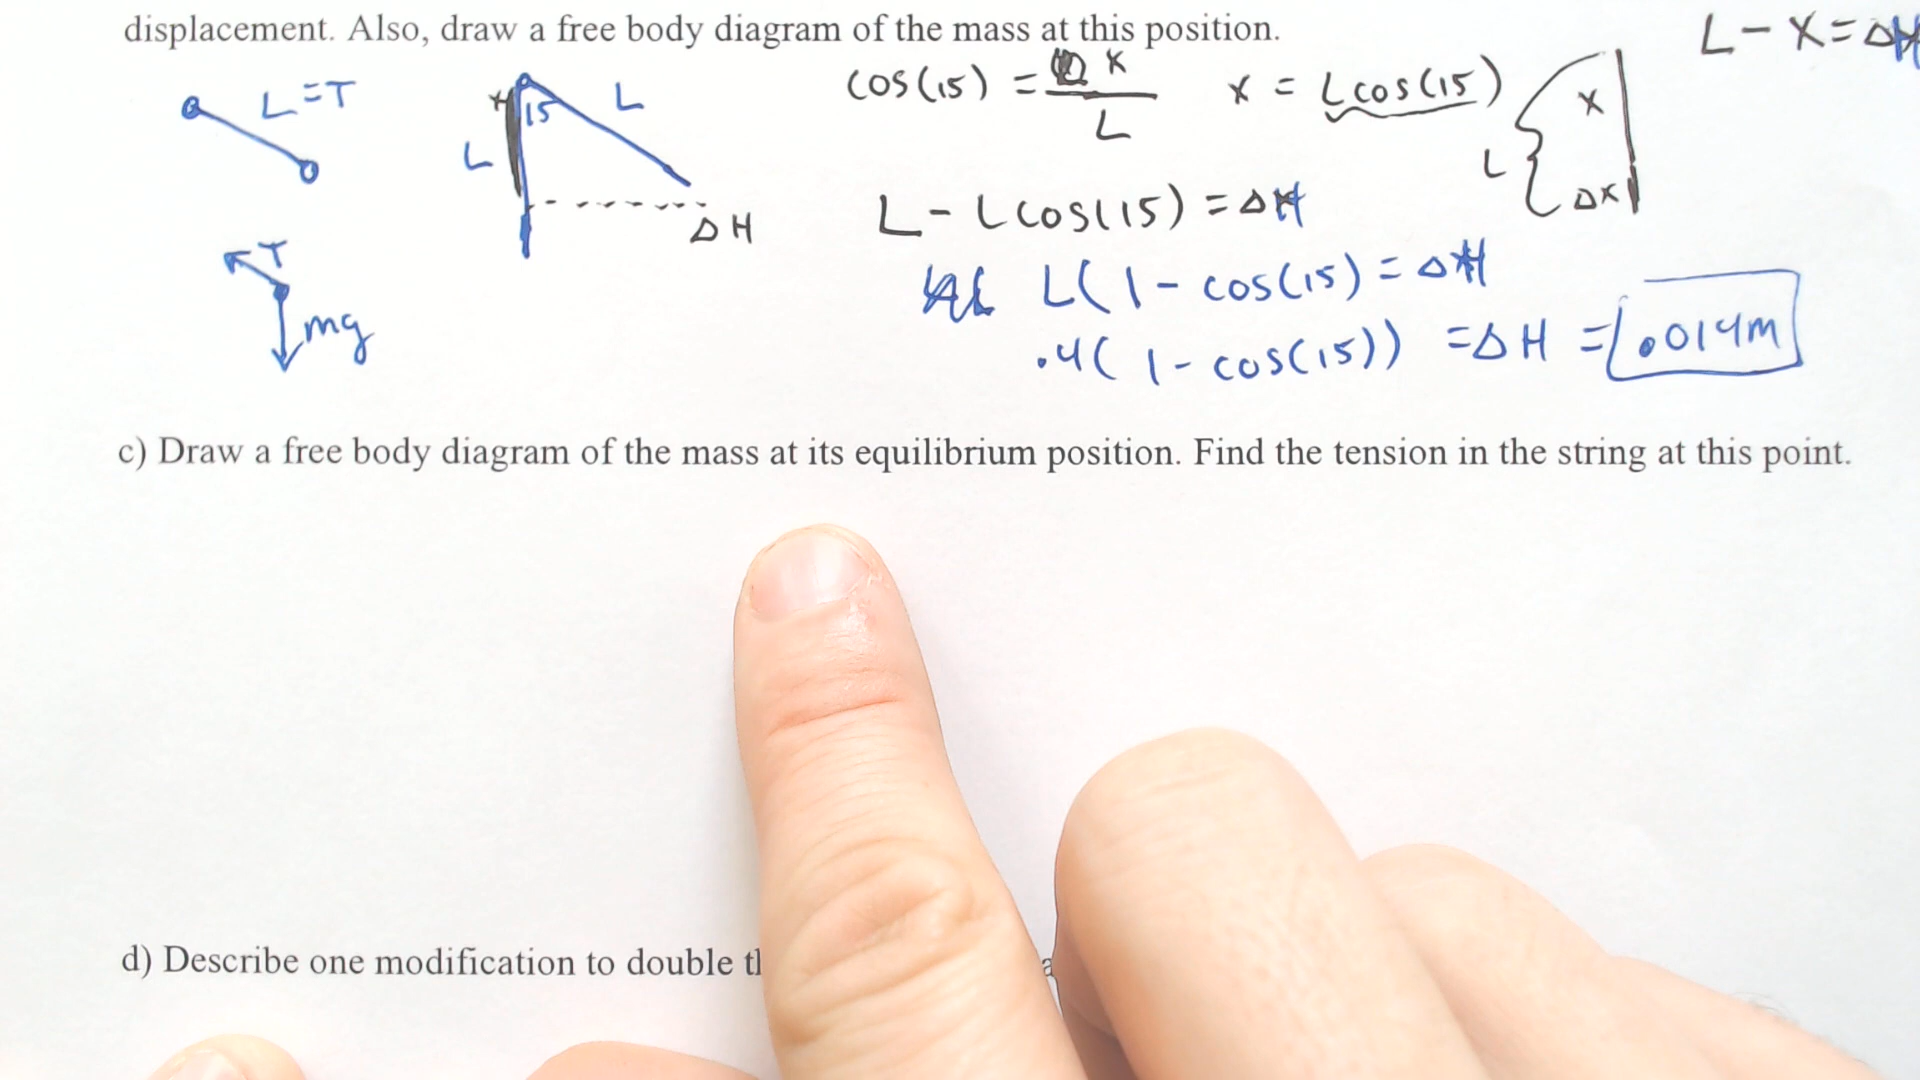 displacement. Also, draw a free body diagram of the mass at this position.
L - X = ΔH
L = T
15
L
L
ΔH
T
mg
cos(15) = x / L
x = Lcos(15)
x
L
Δx
L - Lcos(15) = ΔH
L(1 - cos(15) = ΔH
.4(1 - cos(15)) = ΔH = .014m
c) Draw a free body diagram of the mass at its equilibrium position. Find the tension in the string at this point.
d) Describe one modification to double